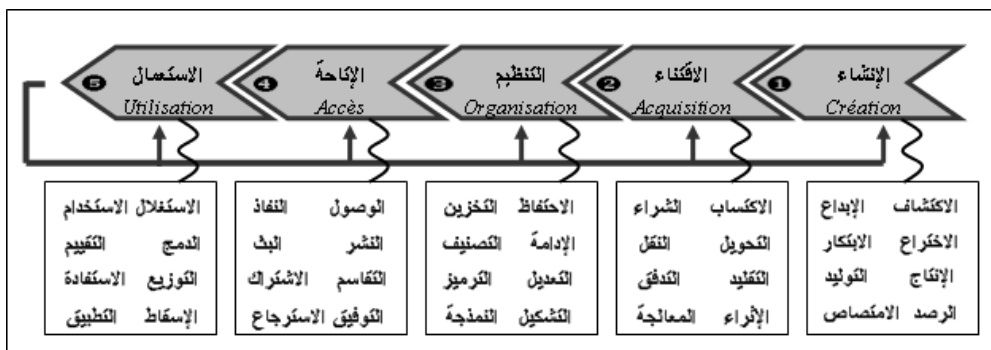 ❶ الإنشاء
Création
❷ الاقتناء
Acquisition
❸ التنظيم
Organisation
❹ الإتاحة
Accès
❺ الاستعمال
Utilisation
الاكتشاف الإبداع
الاختراع الابتكار
الإنتاج التوليد
الرصد الامتصاص
الاكتساب الشراء
التحويل النقل
التقليد التدفق
الإثراء المعالجة
الاحتفاظ التخزين
الإدامة التصنيف
التعديل الترميز
التشكيل النمذجة
الوصول النفاذ
النشر البث
التقاسم الاشتراك
التوفيق الاسترجاع
الاستغلال الاستخدام
الدمج التقييم
التوزيع الاستفادة
الإسقاط التطبيق